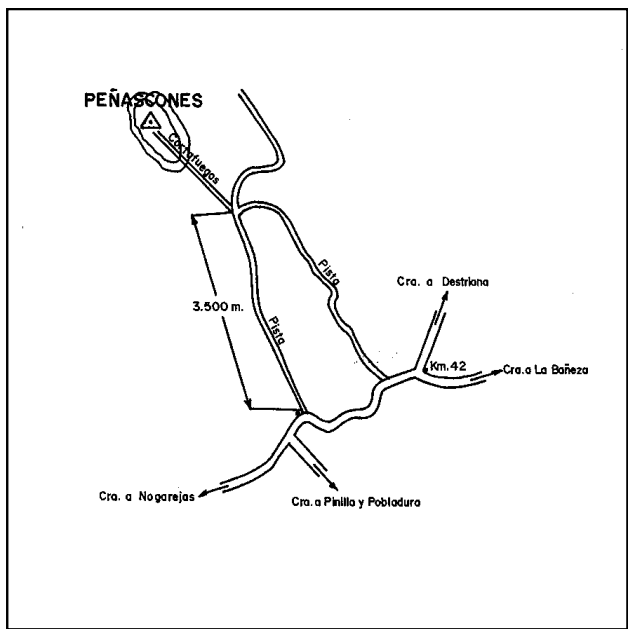 PEÑASCONES
Cortafuegos
Pista
Cra. a Destriana
3.500 m.
Pista
Km. 42
Cra. a La Bañeza
Cra. a Nogarejas
Cra. a Pinilla y Pobladura